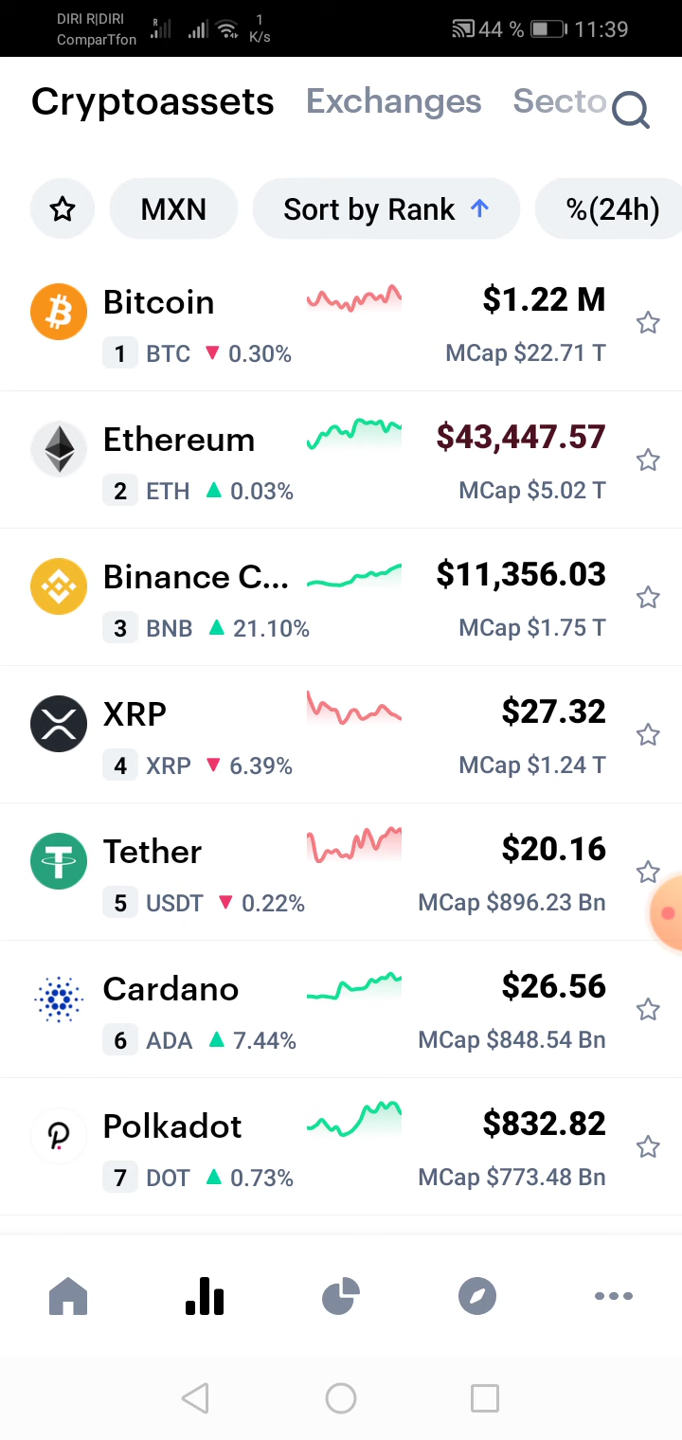 DIRI R|DIRI
ComparTfon
R
1
K/s
44 %
11:39
Cryptoassets Exchanges Secto
MXN Sort by Rank ↑ %(24h)
Bitcoin $1.22 M
1 BTC ▼ 0.30% MCap $22.71 T
Ethereum $43,447.57
2 ETH ▲ 0.03% MCap $5.02 T
Binance C... $11,356.03
3 BNB ▲ 21.10% MCap $1.75 T
XRP $27.32
4 XRP ▼ 6.39% MCap $1.24 T
Tether $20.16
5 USDT ▼ 0.22% MCap $896.23 Bn
Cardano $26.56
6 ADA ▲ 7.44% MCap $848.54 Bn
Polkadot $832.82
7 DOT ▲ 0.73% MCap $773.48 Bn